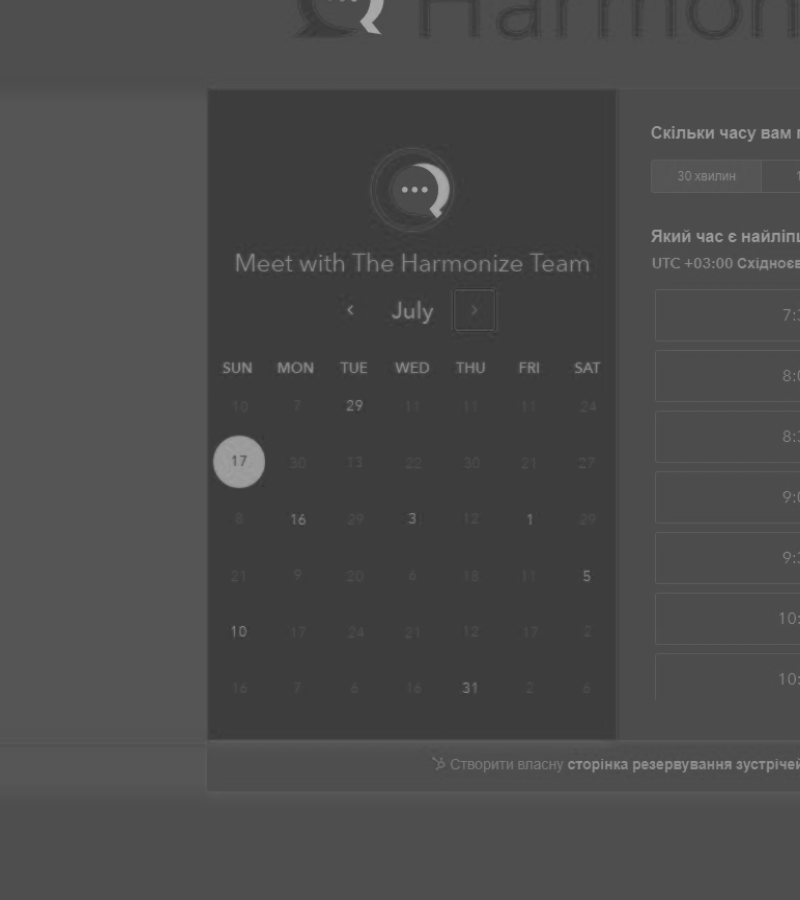 Harmon
Скільки часу вам
30 хвилин
Meet with The Harmonize Team
Який час є
UTC +03:00
July
SUN MON TUE WED THU FRI SAT
10 7 29 11 11 11 24
17 30 13 22 30 21 27
8 16 29 3 12 1 29
21 9 20 6 18 11 5
10 17 24 21 12 17 2
16 7 6 16 31 2 6
7:3
8:0
8:3
9:0
9:3
10:
10:
Створити власну сторінка резервування зустрічей